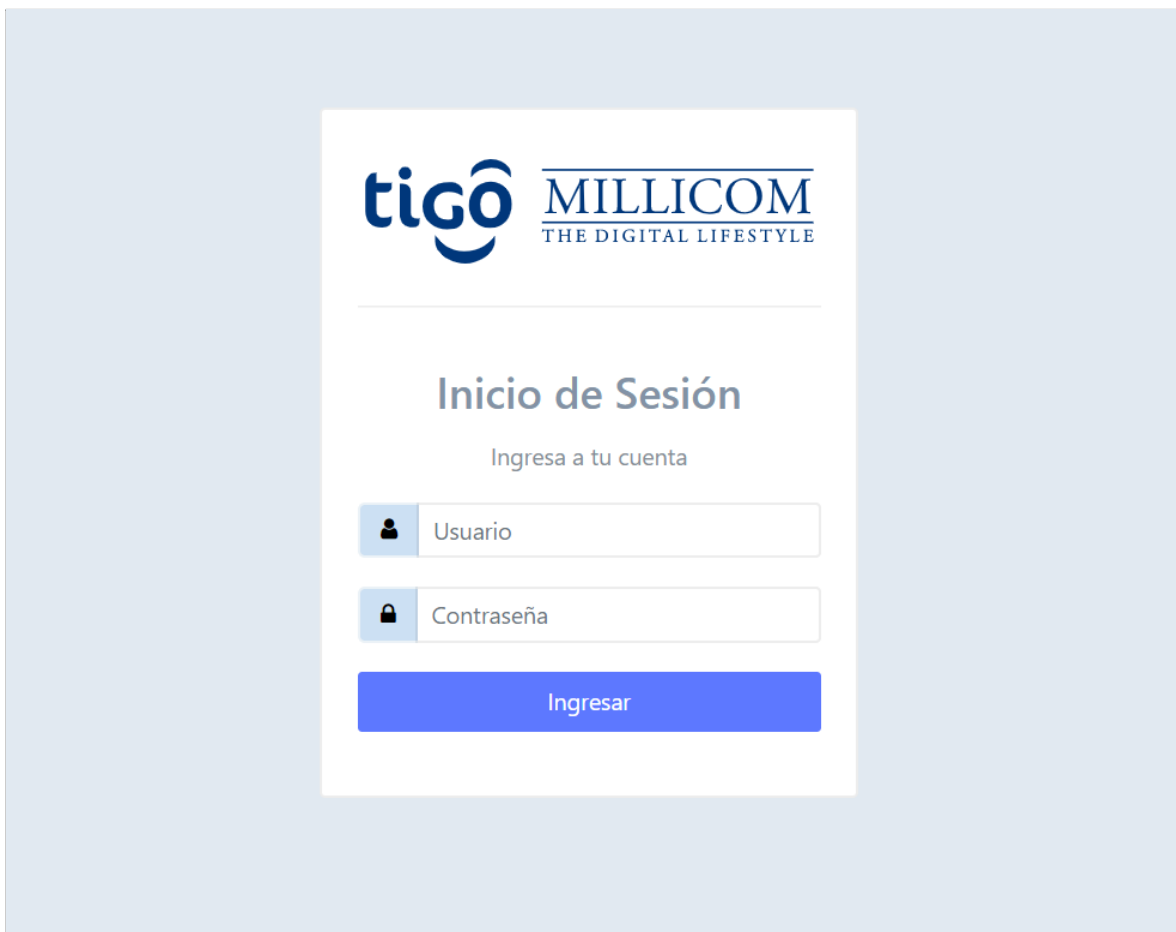 tigo MILLICOM
THE DIGITAL LIFESTYLE
Inicio de Sesión
Ingresa a tu cuenta
Usuario
Contraseña
Ingresar